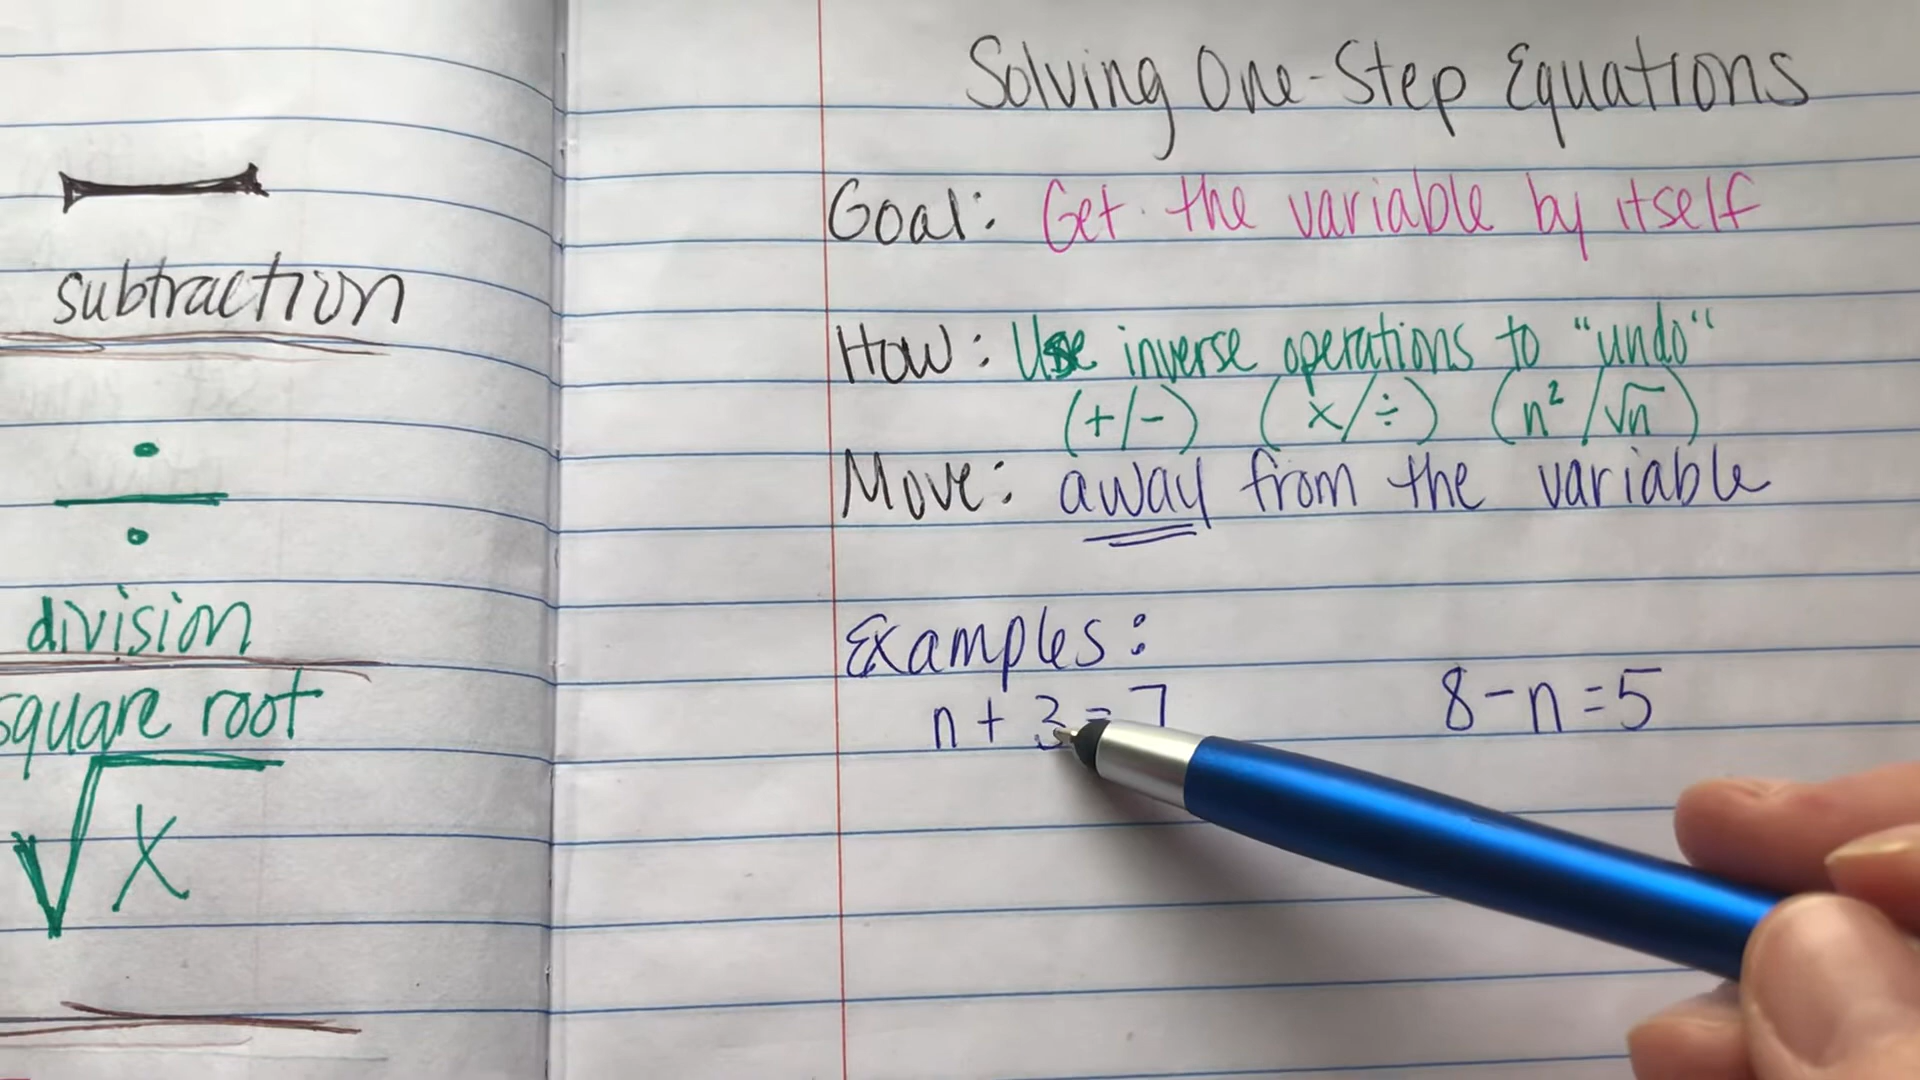 subtraction
÷
division
square root
√x
Solving One-Step Equations
Goal: Get the variable by itself
How: Use inverse operations to "undo"
(+/-) (x/÷) (n²/√n)
Move: away from the variable
Examples:
n + 3 = 7 8 - n = 5